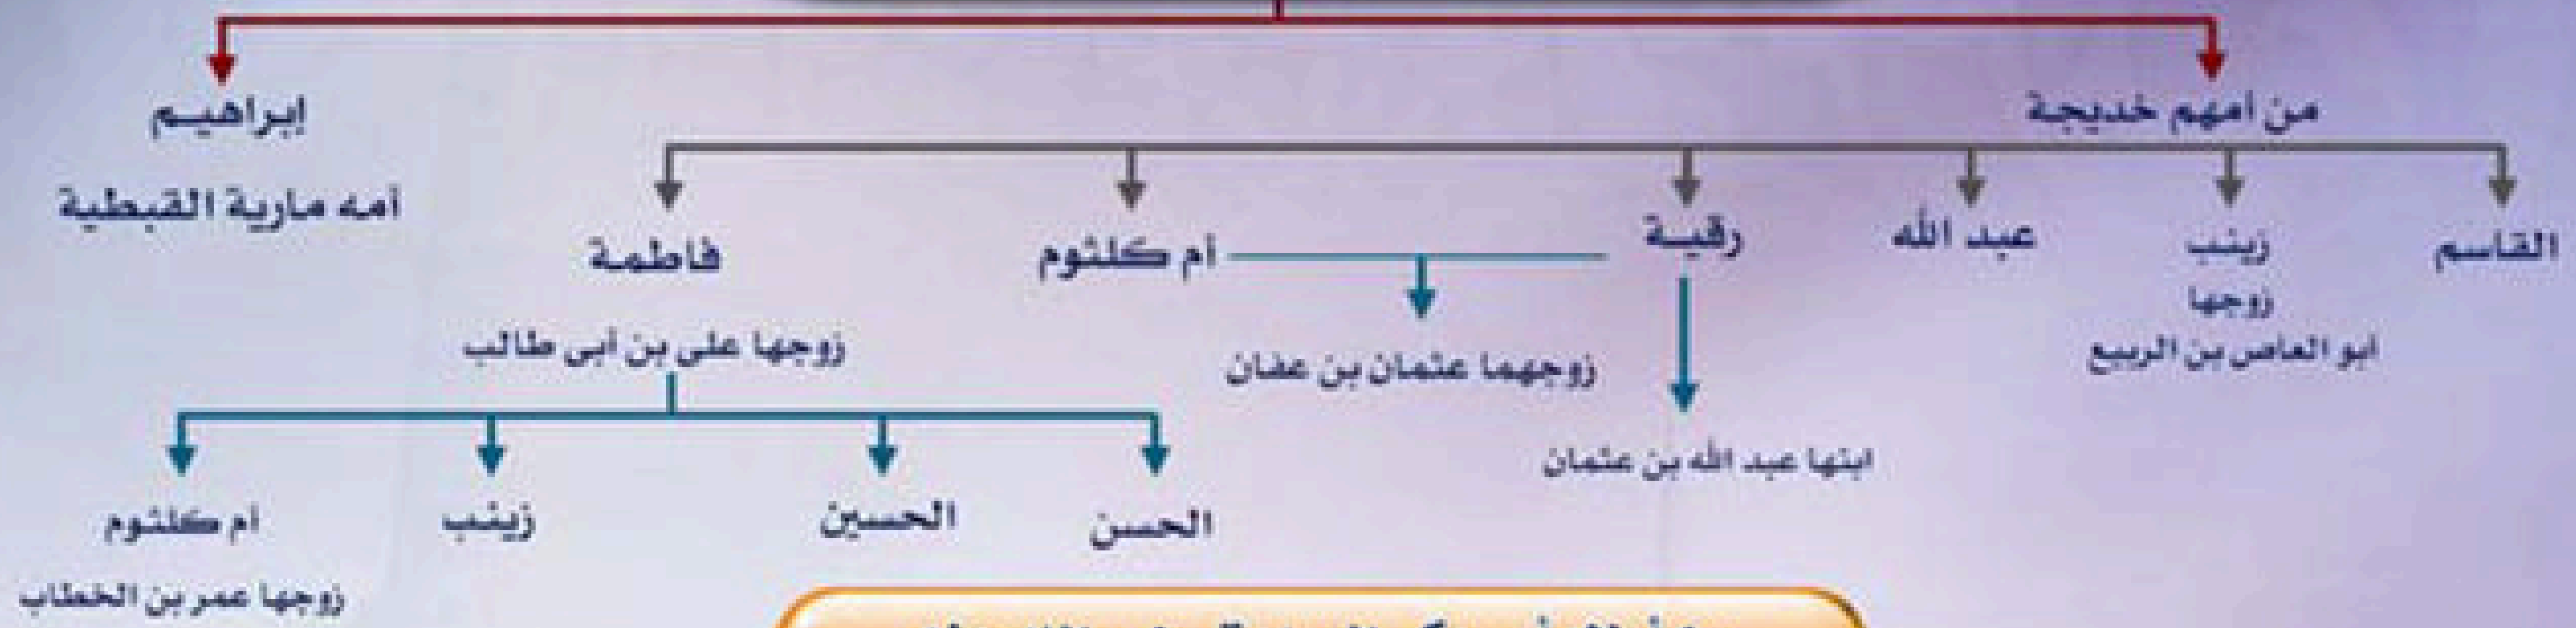 من أمهم خديجة
إبراهيم
أمه مارية القبطية
القاسم
زينب
زوجها
ابو العاص بن الربيع
عبد الله
رقية
أم كلثوم
فاطمة
زوجهما عثمان بن عفان
ابنها عبد الله بن عثمان
زوجها على بن أبى طالب
الحسن
الحسين
زينب
أم كلثوم
زوجها عمر بن الخطاب